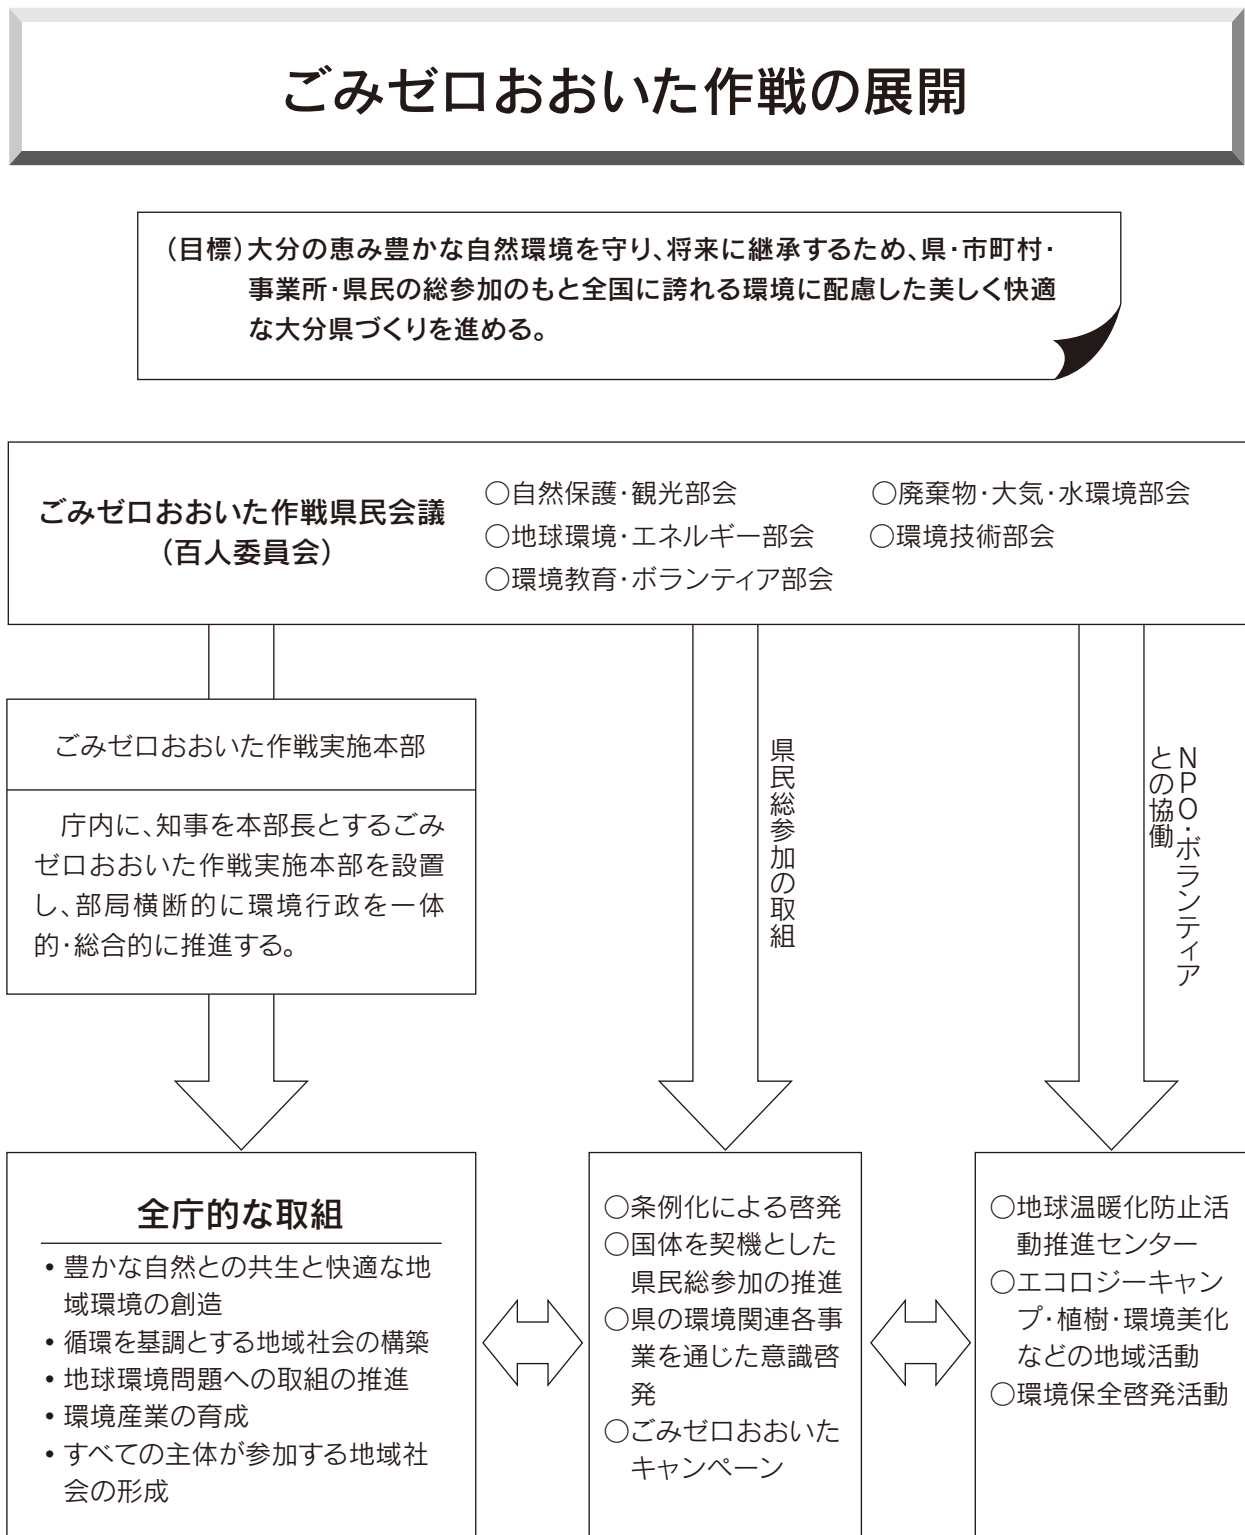 ごみゼロおおいた作戦の展開
（目標）大分の恵み豊かな自然環境を守り、将来に継承するため、県・市町村・
事業所・県民の総参加のもと全国に誇れる環境に配慮した美しく快適
な大分県づくりを進める。
ごみゼロおおいた作戦県民会議
（百人委員会）
○自然保護・観光部会
○地球環境・エネルギー部会
○環境教育・ボランティア部会
○廃棄物・大気・水環境部会
○環境技術部会
ごみゼロおおいた作戦実施本部
庁内に、知事を本部長とするごみ
ゼロおおいた作戦実施本部を設置
し、部局横断的に環境行政を一体
的・総合的に推進する。
県民総参加の取組
NPO・ボランティア
との協働
全庁的な取組
・豊かな自然との共生と快適な地
域環境の創造
・循環を基調とする地域社会の構築
・地球環境問題への取組の推進
・環境産業の育成
・すべての主体が参加する地域社
会の形成
○条例化による啓発
○国体を契機とした
県民総参加の推進
○県の環境関連各事
業を通じた意識啓
発
○ごみゼロおおいた
キャンペーン
○地球温暖化防止活
動推進センター
○エコロジーキャン
プ・植樹・環境美化
などの地域活動
○環境保全啓発活動